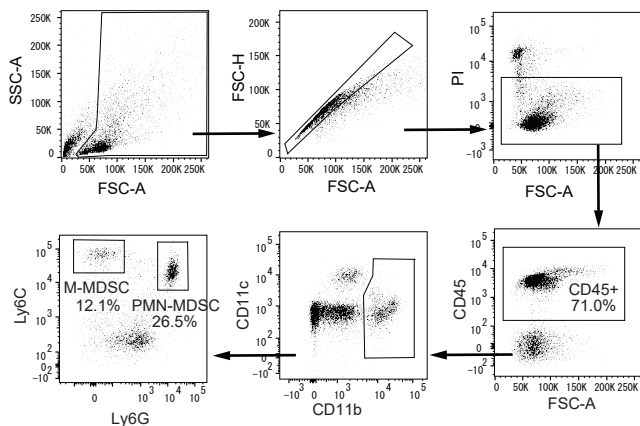 SSC-A
250K
200K
150K
100K
50K
0
0 50K 100K 150K 200K 250K
FSC-A
FSC-H
200K
150K
100K
50K
0
0 50K 100K 150K 200K 250K
FSC-A
PI
10^5
10^4
10^3
0
-10^3
0 50K 100K 150K 200K 250K
FSC-A
Ly6C
10^5
10^4
10^3
10^2
0
-10^2
M-MDSC
12.1%
PMN-MDSC
26.5%
0 10^3 10^4 10^5
Ly6G
CD11c
10^5
10^4
10^3
10^2
0
-10^2
-10^3 0 10^3 10^4 10^5
CD11b
CD45
10^5
10^4
10^3
10^2
0
-10^2
CD45+
71.0%
0 50K 100K 150K 200K 250K
FSC-A